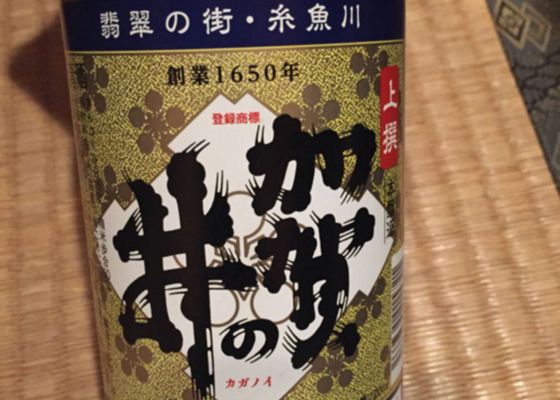 翡翠の街・糸魚川
創業1650年
上撰
登録商標
加賀の井
カガノイ